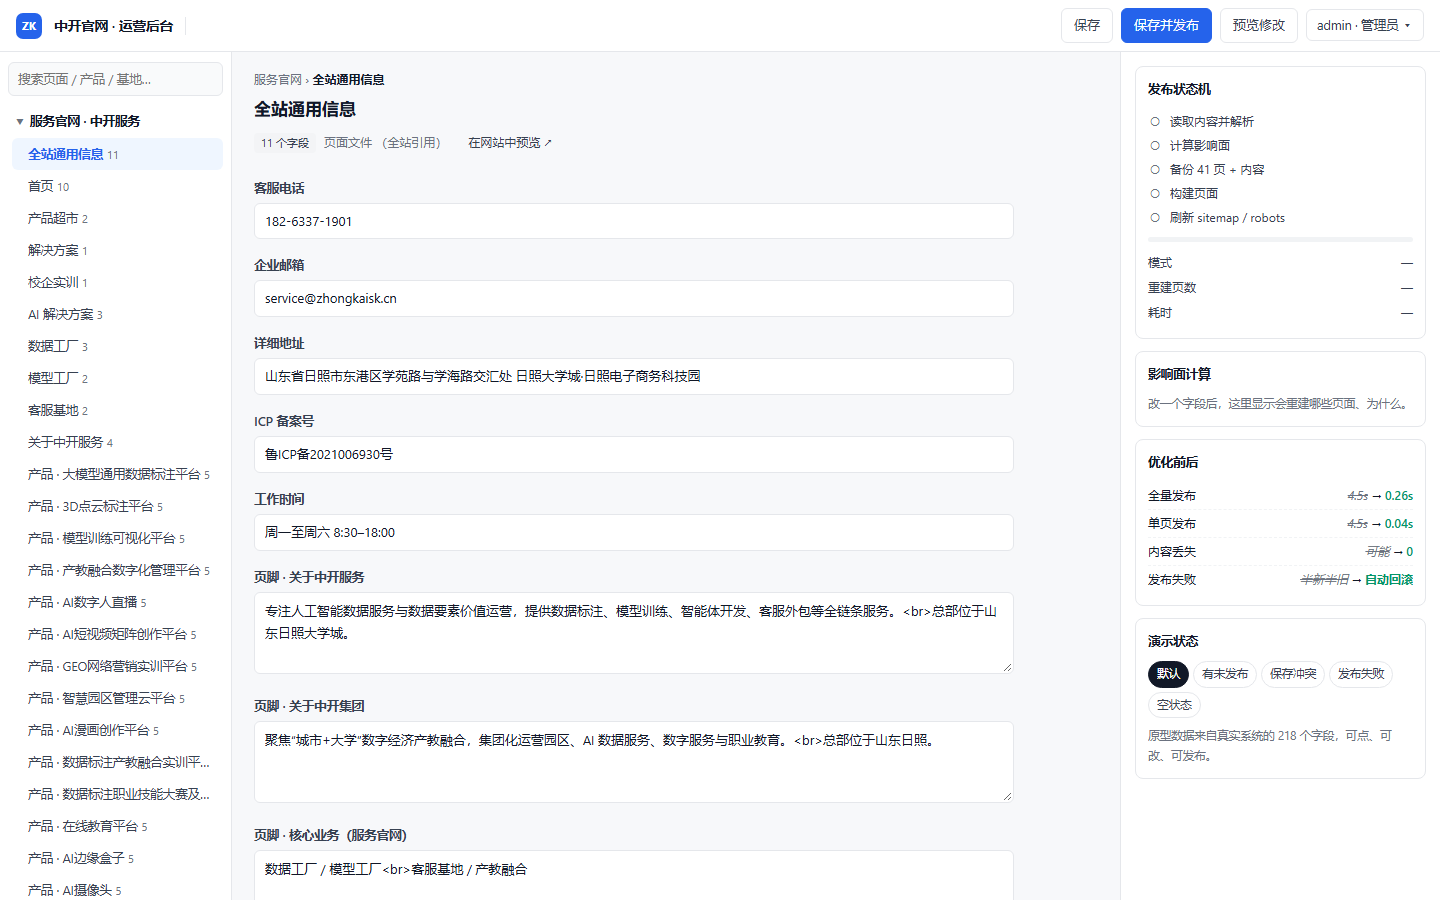 ZK 中开官网 · 运营后台
保存 保存并发布 预览修改 admin · 管理员
搜索页面 / 产品 / 基地...
服务官网 · 中开服务
全站通用信息 11
首页 10
产品超市 2
解决方案 1
校企实训 1
AI 解决方案 3
数据工厂 3
模型工厂 2
客服基地 2
关于中开服务 4
产品 · 大模型通用数据标注平台 5
产品 · 3D点云标注平台 5
产品 · 模型训练可视化平台 5
产品 · 产教融合数字化管理平台 5
产品 · AI数字人直播 5
产品 · AI短视频矩阵创作平台 5
产品 · GEO网络营销实训平台 5
产品 · 智慧园区管理云平台 5
产品 · AI漫画创作平台 5
产品 · 数据标注产教融合实训平...
产品 · 数据标注职业技能大赛及...
产品 · 在线教育平台 5
产品 · AI边缘盒子 5
产品 · AI摄像头 5
服务官网 › 全站通用信息
全站通用信息
11 个字段 页面文件 （全站引用） 在网站中预览 ↗
客服电话
182-6337-1901
企业邮箱
service@zhongkaisk.cn
详细地址
山东省日照市东港区学苑路与学海路交汇处 日照大学城·日照电子商务科技园
ICP 备案号
鲁ICP备2021006930号
工作时间
周一至周六 8:30–18:00
页脚 · 关于中开服务
专注人工智能数据服务与数据要素价值运营，提供数据标注、模型训练、智能体开发、客服外包等全链条服务。<br>总部位于山
东日照大学城。
页脚 · 关于中开集团
聚焦“城市+大学”数字经济产教融合，集团化运营园区、AI 数据服务、数字服务与职业教育。<br>总部位于山东日照。
页脚 · 核心业务（服务官网）
数据工厂 / 模型工厂<br>客服基地 / 产教融合
发布状态机
读取内容并解析
计算影响面
备份 41 页 + 内容
构建页面
刷新 sitemap / robots
模式 —
重建页数 —
耗时 —
影响面计算
改一个字段后，这里显示会重建哪些页面、为什么。
优化前后
全量发布 4.5s → 0.26s
单页发布 4.5s → 0.04s
内容丢失 可能 → 0
发布失败 半新半旧 → 自动回滚
演示状态
默认 有未发布 保存冲突 发布失败
空状态
原型数据来自真实系统的 218 个字段，可点、可
改、可发布。